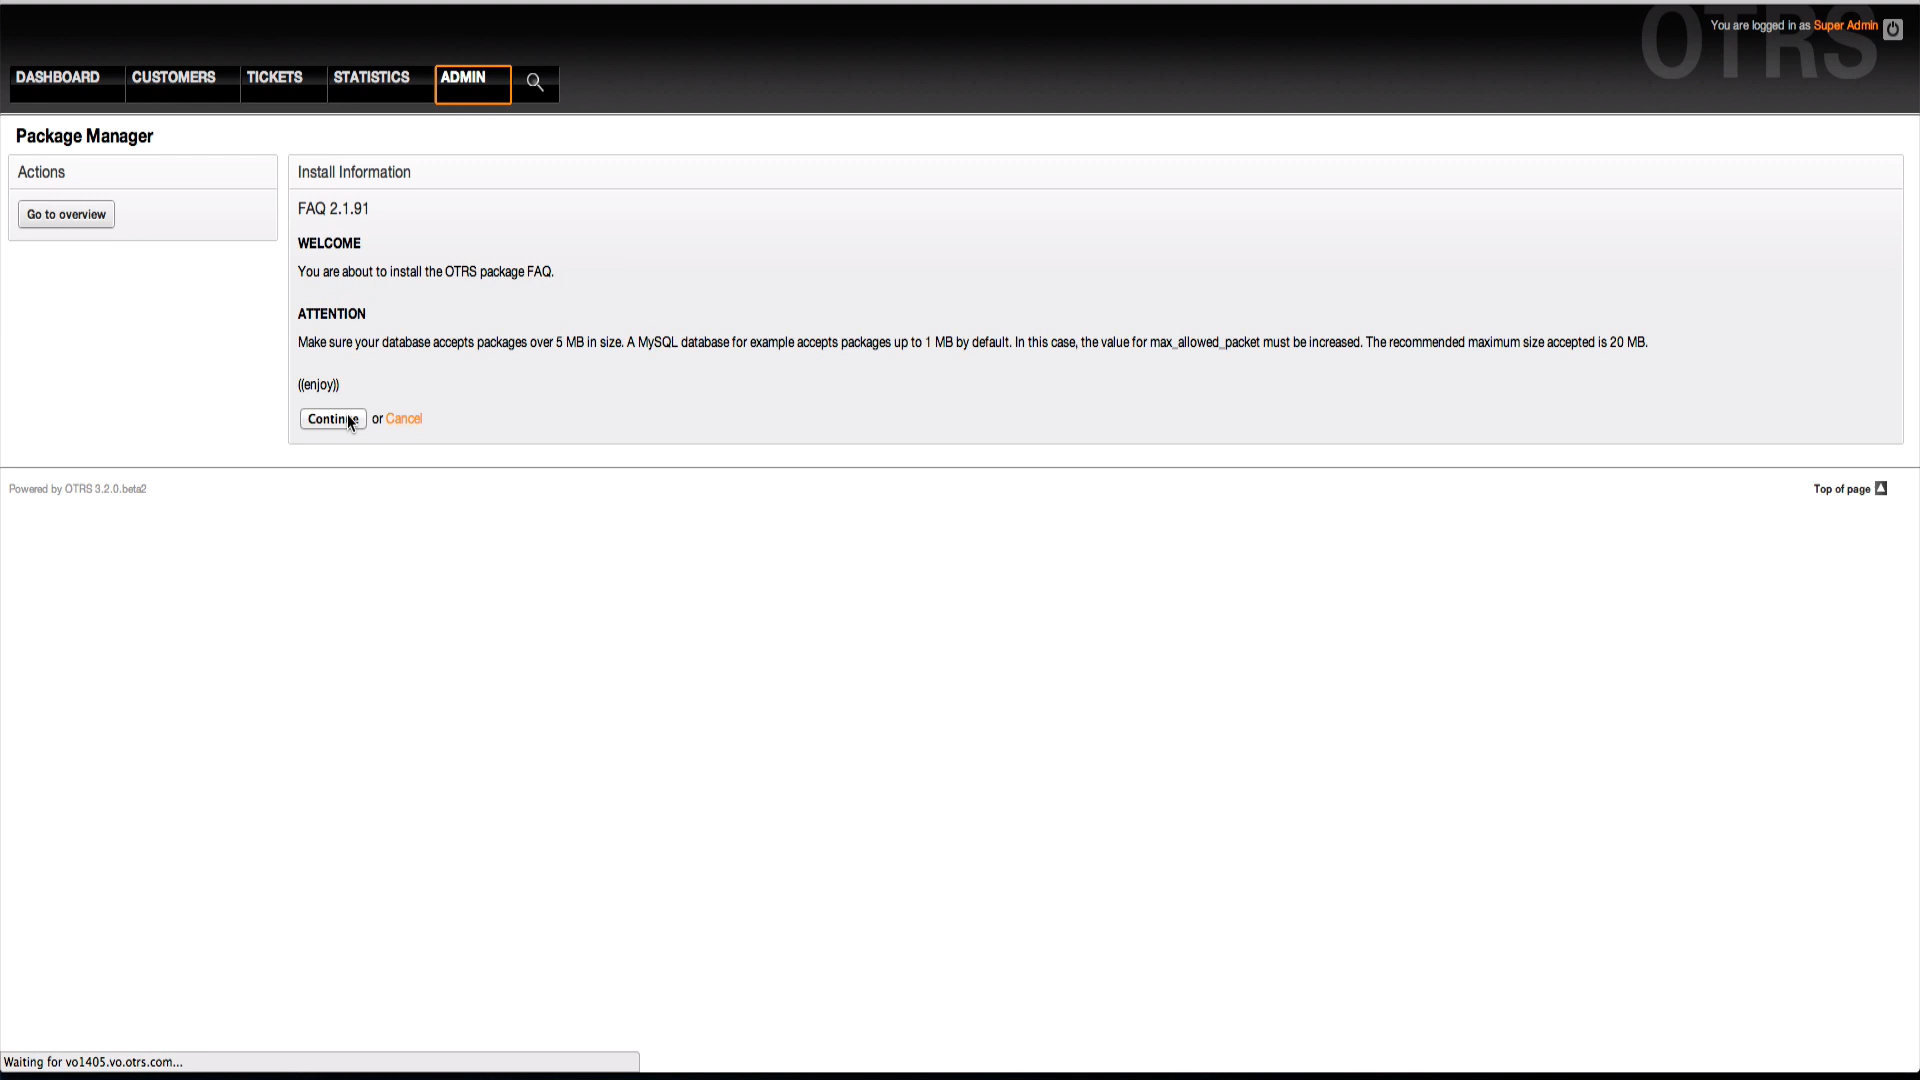 OTRS
You are logged in as Super Admin
DASHBOARD CUSTOMERS TICKETS STATISTICS ADMIN
Package Manager
Actions
Go to overview
Install Information
FAQ 2.1.91
WELCOME
You are about to install the OTRS package FAQ.
ATTENTION
Make sure your database accepts packages over 5 MB in size. A MySQL database for example accepts packages up to 1 MB by default. In this case, the value for max_allowed_packet must be increased. The recommended maximum size accepted is 20 MB.
((enjoy))
Continue or Cancel
Powered by OTRS 3.2.0.beta2
Top of page
Waiting for vo1405.vo.otrs.com...